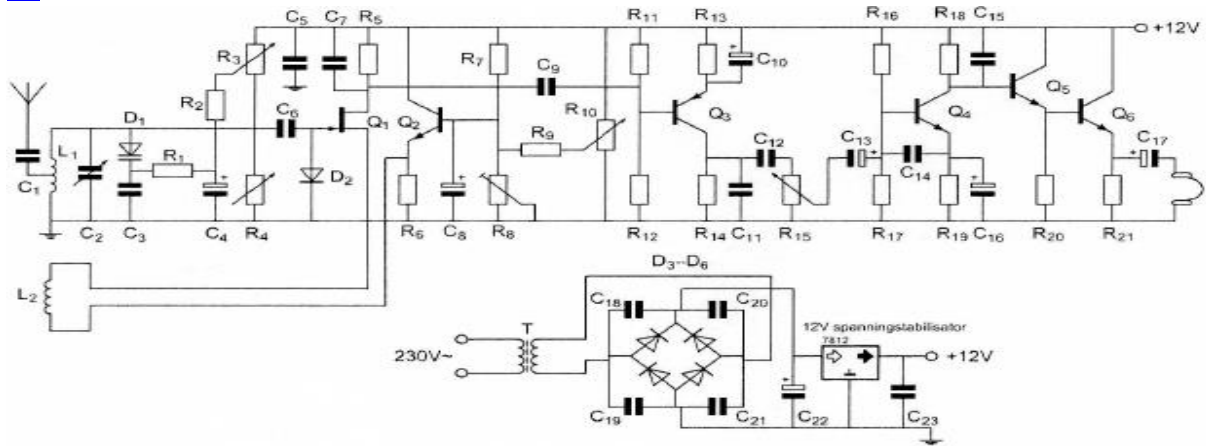 C5 C7 R5 R11 R13 R16 R18 C15
+12V
R3 R7 C9 C10
R2 R10 Q5
D1 C6 Q1 Q2 Q3 Q4 Q6
L1 R1 R9 C12 C13 C17
C1 D2 C14
C2 C3 C4 R4 R6 C8 R8 R12 R14 C11 R15 R17 R19 C16 R20 R21
L2
D3--D6
C18 C20
T
12V spanningstabilisator
7812
230V~
+12V
C19 C21 C22 C23